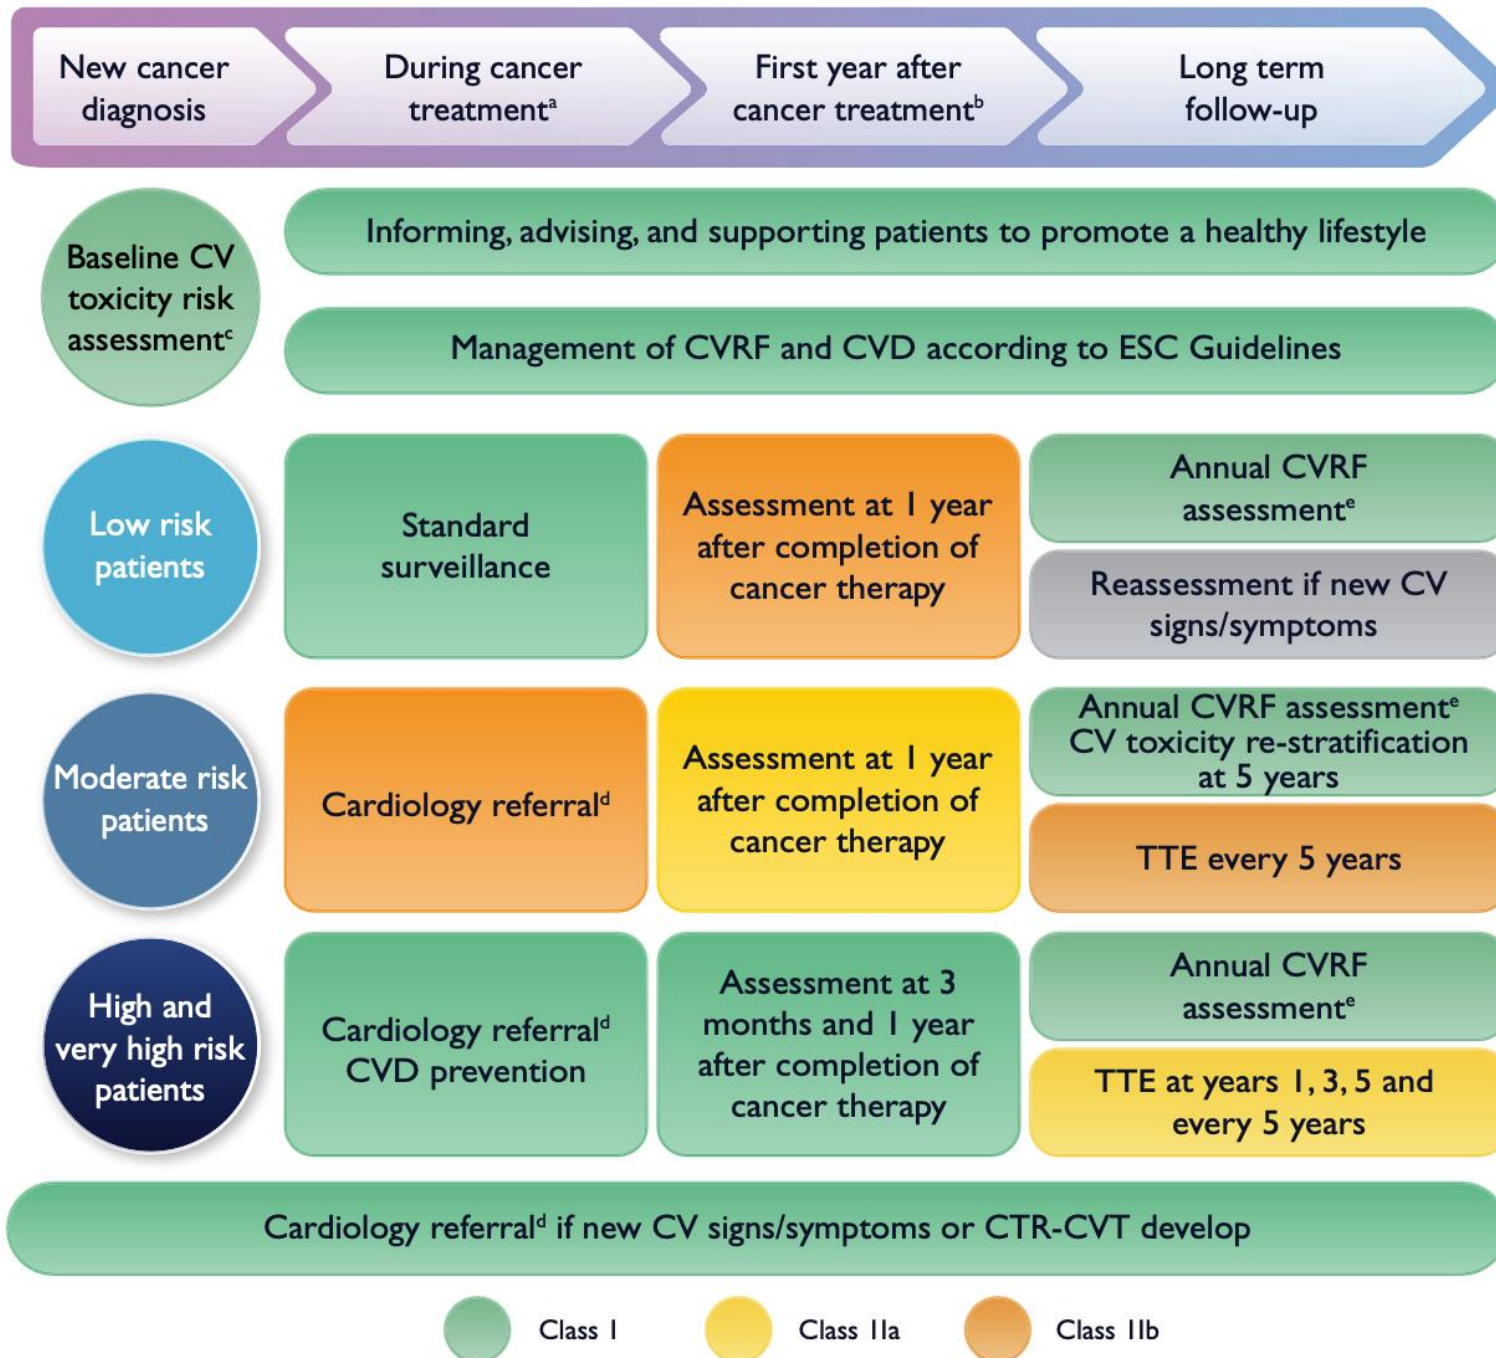 New cancer
diagnosis
During cancer
treatmentᵃ
First year after
cancer treatmentᵇ
Long term
follow-up
Baseline CV
toxicity risk
assessmentᶜ
Informing, advising, and supporting patients to promote a healthy lifestyle
Management of CVRF and CVD according to ESC Guidelines
Low risk
patients
Standard
surveillance
Assessment at 1 year
after completion of
cancer therapy
Annual CVRF
assessmentᵉ
Reassessment if new CV
signs/symptoms
Moderate risk
patients
Cardiology referralᵈ
Assessment at 1 year
after completion of
cancer therapy
Annual CVRF assessmentᵉ
CV toxicity re-stratification
at 5 years
TTE every 5 years
High and
very high risk
patients
Cardiology referralᵈ
CVD prevention
Assessment at 3
months and 1 year
after completion of
cancer therapy
Annual CVRF
assessmentᵉ
TTE at years 1, 3, 5 and
every 5 years
Cardiology referralᵈ if new CV signs/symptoms or CTR-CVT develop
Class I
Class IIa
Class IIb